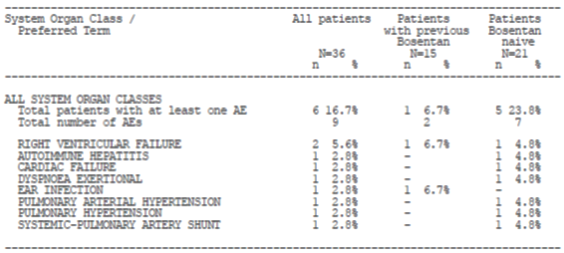 System Organ Class / All patients Patients Patients
Preferred Term with previous Bosentan
Bosentan naive
N=36 N=15 N=21
n % n % n %
ALL SYSTEM ORGAN CLASSES
Total patients with at least one AE 6 16.7% 1 6.7% 5 23.8%
Total number of AEs 9 2 7
RIGHT VENTRICULAR FAILURE 2 5.6% 1 6.7% 1 4.8%
AUTOIMMUNE HEPATITIS 1 2.8% - 1 4.8%
CARDIAC FAILURE 1 2.8% - 1 4.8%
DYSPNOEA EXERTIONAL 1 2.8% - 1 4.8%
EAR INFECTION 1 2.8% 1 6.7% -
PULMONARY ARTERIAL HYPERTENSION 1 2.8% - 1 4.8%
PULMONARY HYPERTENSION 1 2.8% - 1 4.8%
SYSTEMIC-PULMONARY ARTERY SHUNT 1 2.8% - 1 4.8%